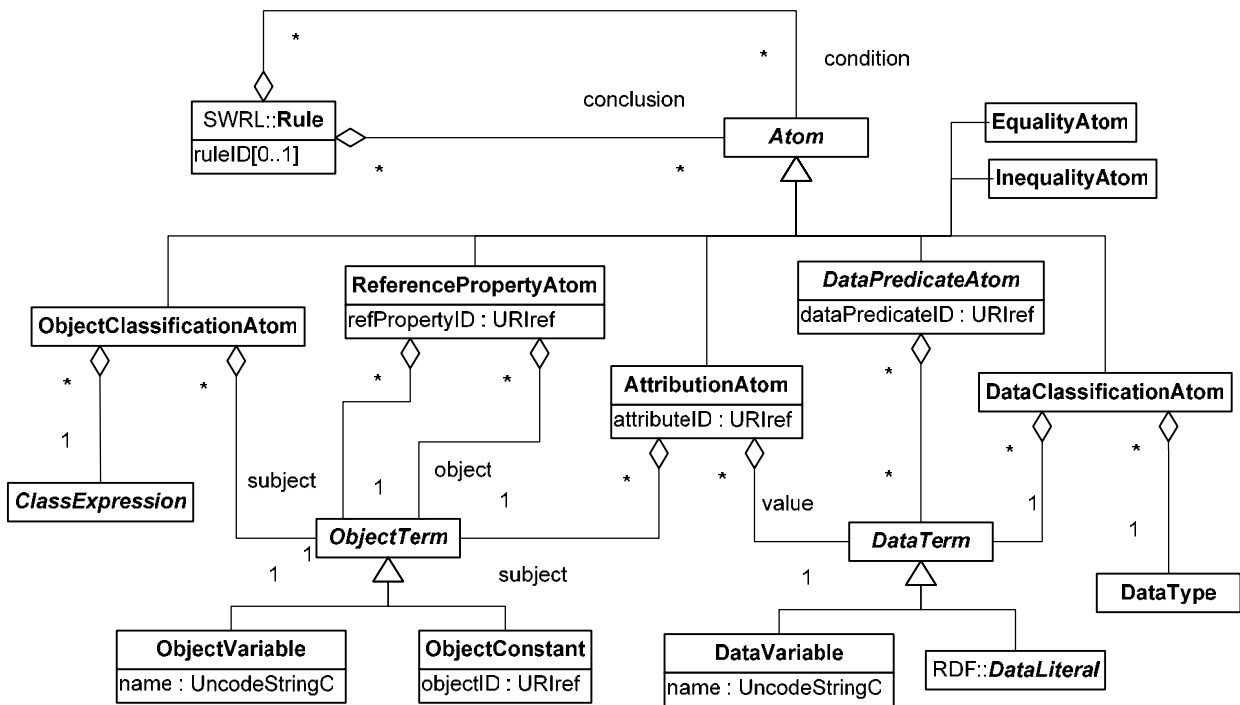 *
*
condition
conclusion
SWRL::Rule
ruleID[0..1]
*
*
Atom
EqualityAtom
InequalityAtom
ObjectClassificationAtom
ReferencePropertyAtom
refPropertyID : URIref
AttributionAtom
attributeID : URIref
DataPredicateAtom
dataPredicateID : URIref
DataClassificationAtom
*
*
*
*
*
*
*
*
*
*
1
subject
1
object
1
value
*
1
1
ClassExpression
ObjectTerm
1
1
subject
DataTerm
1
DataType
ObjectVariable
name : UncodeStringC
ObjectConstant
objectID : URIref
DataVariable
name : UncodeStringC
RDF::DataLiteral